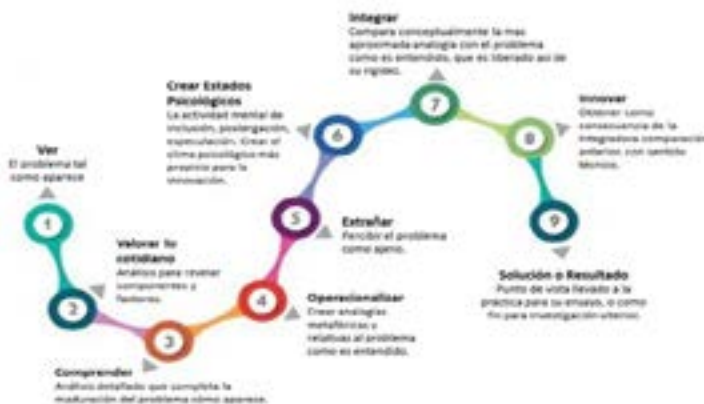 1
Ver
El problema tal
como aparece
2
Valorar lo
cotidiano
Análisis para revelar
componentes y
factores.
3
Comprender
Análisis detallado que completa la
maduración del problema cómo aparece.
4
Operacionalizar
Crear analogías
metafóricas y
relativas al problema
como es entendido.
5
Extrañar
Percibir el problema
como ajeno.
6
Crear Estados
Psicológicos
La actividad mental de
inclusión, postergación,
especulación. Crear el
clima psicológico más
propicio para la
innovación.
7
Integrar
Compara conceptualmente la mas
aproximada analogía con el problema
como es entendido, que es liberado así de
su rigidez.
8
Innovar
Obtener como
consecuencia de la
integradora comparación
anterior, con sentido
técnico.
9
Solución o Resultado
Punto de vista llevado a la
práctica para su ensayo, o como
fin para investigación ulterior.